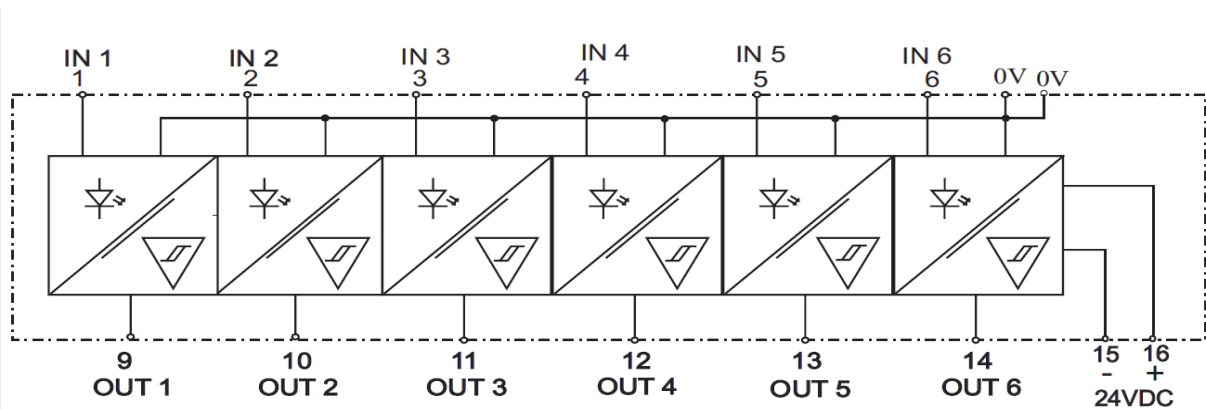 IN 1 IN 2 IN 3 IN 4 IN 5 IN 6
1 2 3 4 5 6 0V 0V
9 10 11 12 13 14 15 16
OUT 1 OUT 2 OUT 3 OUT 4 OUT 5 OUT 6 - +
24VDC